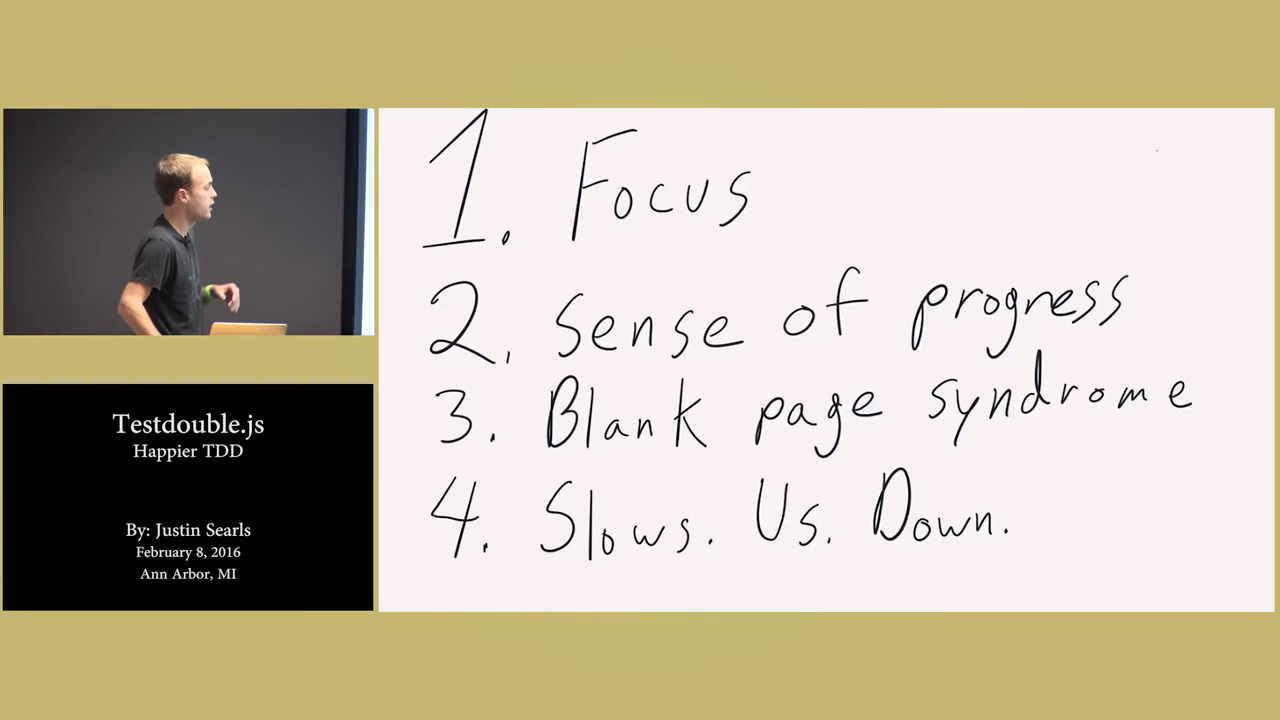 Testdouble.js
Happier TDD
By: Justin Searls
February 8, 2016
Ann Arbor, MI
1. Focus
2. Sense of progress
3. Blank page syndrome
4. Slows. Us. Down.